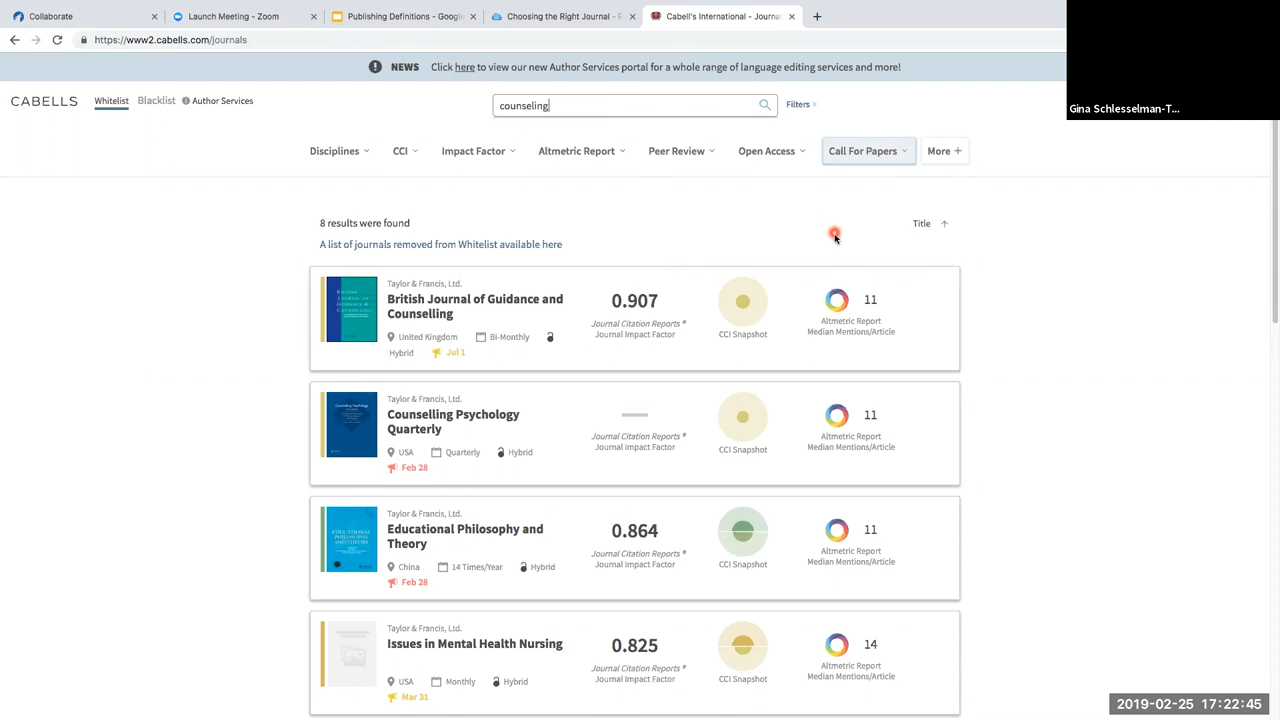 Collaborate
Launch Meeting - Zoom
Publishing Definitions - Google
Choosing the Right Journal - P
Cabell's International - Journa
https://www2.cabells.com/journals
Gina Schlesselman-T...
NEWS Click here to view our new Author Services portal for a whole range of language editing services and more!
CABELLS Whitelist Blacklist Author Services
counseling
Filters
Disciplines CCI Impact Factor Altmetric Report Peer Review Open Access Call For Papers More +
8 results were found
Title
A list of journals removed from Whitelist available here
Taylor & Francis, Ltd.
British Journal of Guidance and
Counselling
United Kingdom Bi-Monthly
Hybrid Jul 1
0.907
Journal Citation Reports ®
Journal Impact Factor
CCI Snapshot
11
Altmetric Report
Median Mentions/Article
Taylor & Francis, Ltd.
Counselling Psychology
Quarterly
USA Quarterly Hybrid
Feb 28
Journal Citation Reports ®
Journal Impact Factor
CCI Snapshot
11
Altmetric Report
Median Mentions/Article
Taylor & Francis, Ltd.
Educational Philosophy and
Theory
China 14 Times/Year Hybrid
Feb 28
0.864
Journal Citation Reports ®
Journal Impact Factor
CCI Snapshot
11
Altmetric Report
Median Mentions/Article
Taylor & Francis, Ltd.
Issues in Mental Health Nursing
USA Monthly Hybrid
Mar 31
0.825
Journal Citation Reports ®
Journal Impact Factor
CCI Snapshot
14
Altmetric Report
Median Mentions/Article
2019-02-25 17:22:45